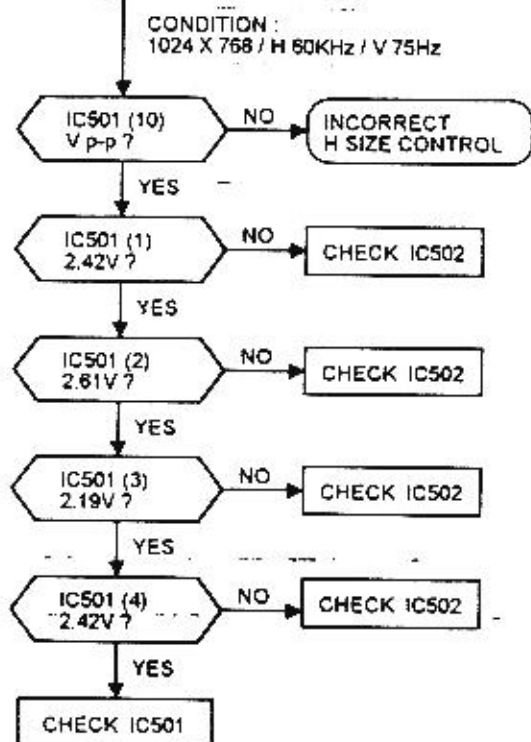 CONDITION :
1024 X 768 / H 60KHz / V 75Hz
IC501 (10)
V p-p ?
NO
INCORRECT
H SIZE CONTROL
YES
IC501 (1)
2.42V ?
NO
CHECK IC502
YES
IC501 (2)
2.61V ?
NO
CHECK IC502
YES
IC501 (3)
2.19V ?
NO
CHECK IC502
YES
IC501 (4)
2.42V ?
NO
CHECK IC502
YES
CHECK IC501